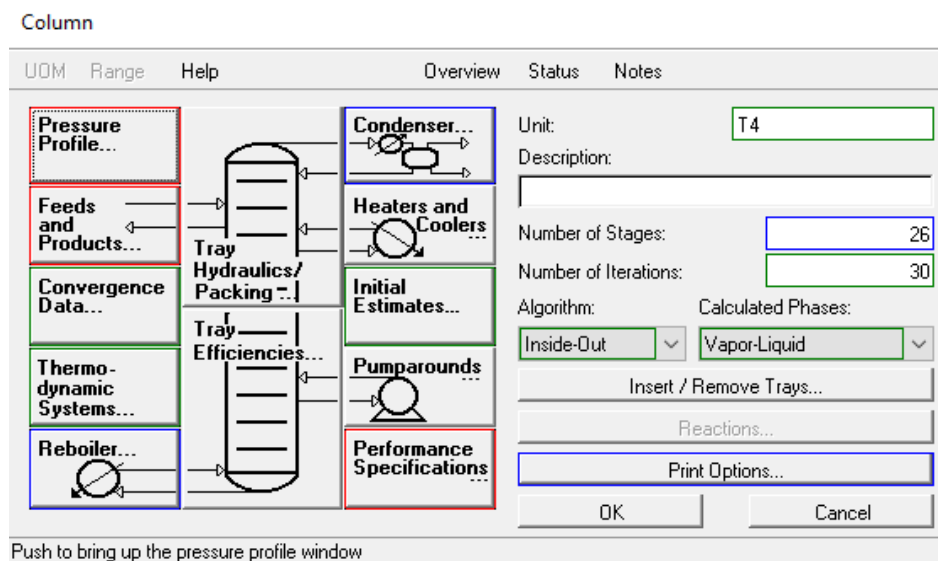 Column
UOM Range Help Overview Status Notes
Pressure
Profile...
Feeds
and
Products...
Convergence
Data...
Thermo-
dynamic
Systems...
Reboiler...
Tray
Hydraulics/
Packing ...
Tray
Efficiencies...
Condenser...
Heaters and
Coolers
...
Initial
Estimates...
Pumparounds
...
Performance
Specifications
...
Unit: T4
Description:
Number of Stages: 26
Number of Iterations: 30
Algorithm: Calculated Phases:
Inside-Out Vapor-Liquid
Insert / Remove Trays...
Reactions...
Print Options...
OK Cancel
Push to bring up the pressure profile window